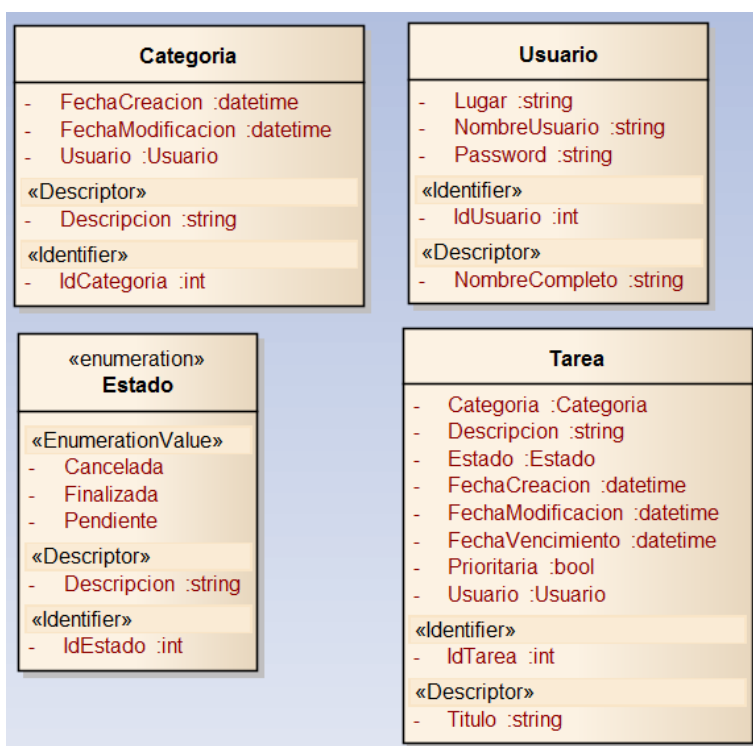 Categoria
- FechaCreacion :datetime
- FechaModificacion :datetime
- Usuario :Usuario
«Descriptor»
- Descripcion :string
«Identifier»
- IdCategoria :int
Usuario
- Lugar :string
- NombreUsuario :string
- Password :string
«Identifier»
- IdUsuario :int
«Descriptor»
- NombreCompleto :string
«enumeration»
Estado
«EnumerationValue»
- Cancelada
- Finalizada
- Pendiente
«Descriptor»
- Descripcion :string
«Identifier»
- IdEstado :int
Tarea
- Categoria :Categoria
- Descripcion :string
- Estado :Estado
- FechaCreacion :datetime
- FechaModificacion :datetime
- FechaVencimiento :datetime
- Prioritaria :bool
- Usuario :Usuario
«Identifier»
- IdTarea :int
«Descriptor»
- Titulo :string